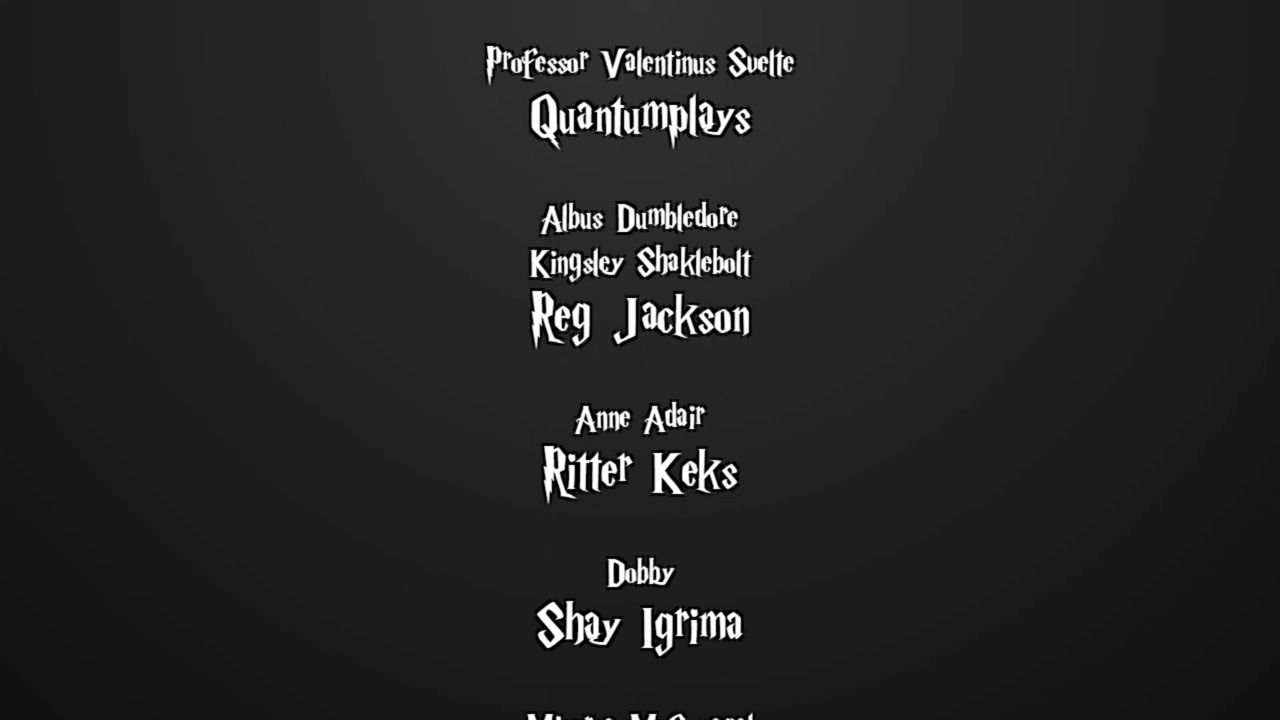 Professor Valentinus Svelte
Quantumplays
Albus Dumbledore
Kingsley Shaklebolt
Reg Jackson
Anne Adair
Ritter Keks
Dobby
Shay Igrima